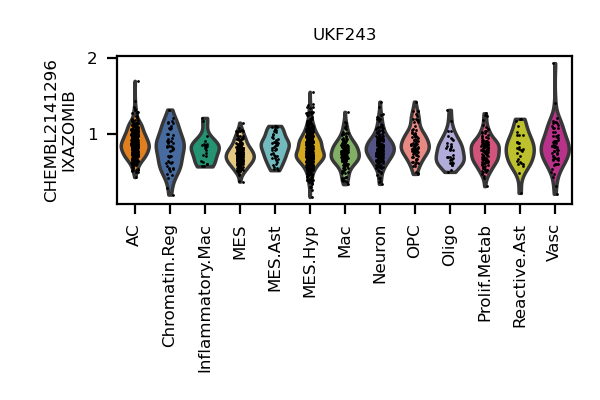 UKF243
CHEMBL2141296
IXAZOMIB
2
1
AC
Chromatin.Reg
Inflammatory.Mac
MES
MES.Ast
MES.Hyp
Mac
Neuron
OPC
Oligo
Prolif.Metab
Reactive.Ast
Vasc